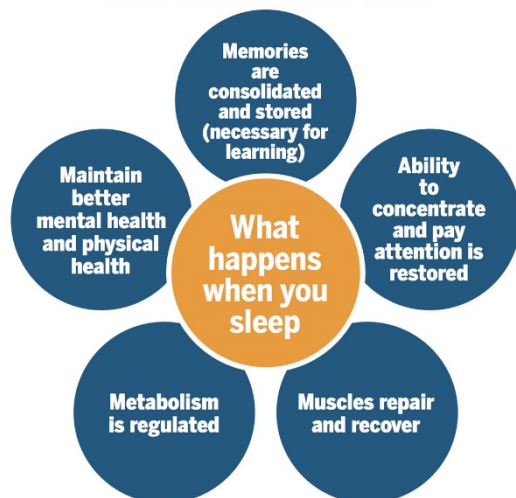 Memories
are
consolidated
and stored
(necessary for
learning)
Ability
to
concentrate
and pay
attention is
restored
Muscles repair
and recover
Metabolism
is regulated
Maintain
better
mental health
and physical
health
What
happens
when you
sleep